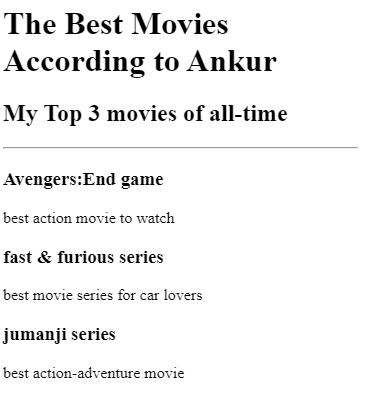 The Best Movies
According to Ankur
My Top 3 movies of all-time
Avengers:End game
best action movie to watch
fast & furious series
best movie series for car lovers
jumanji series
best action-adventure movie